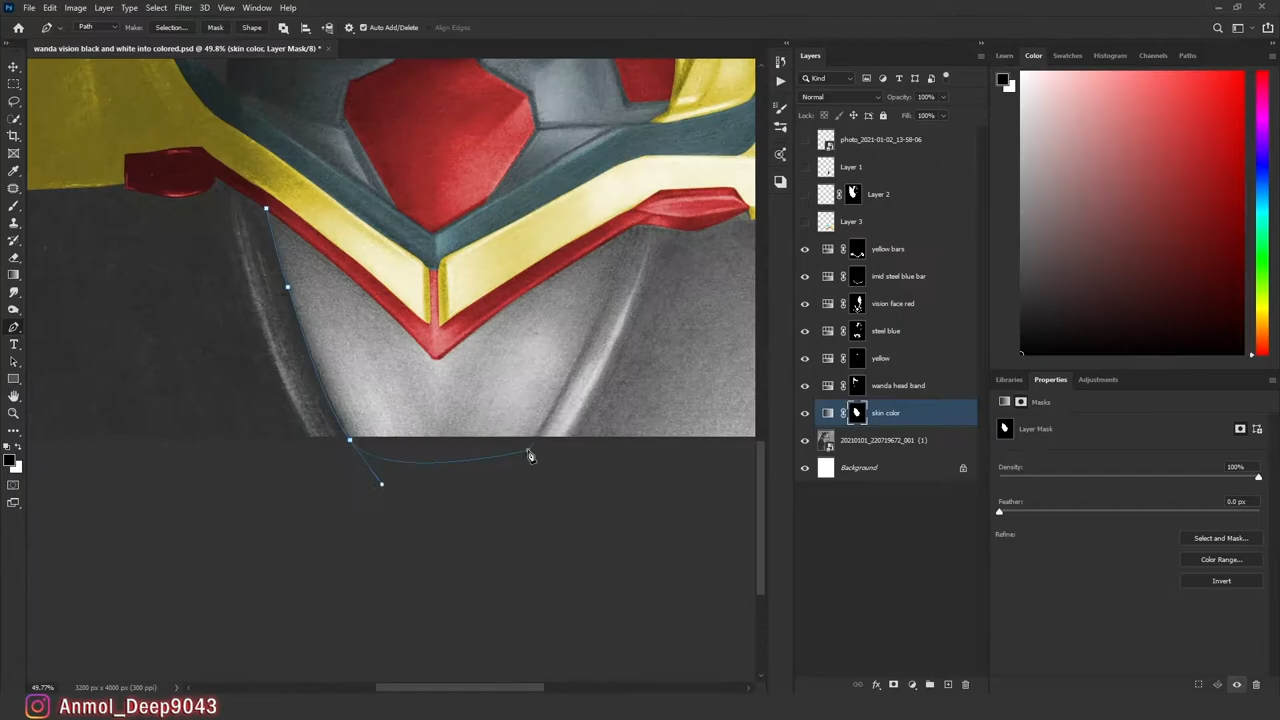 File Edit Image Layer Type Select Filter 3D View Window Help
Path Make: Selection... Mask Shape Auto Add/Delete Align Edges
wanda vision black and white into colored.psd @ 49.8% (skin color, Layer Mask/8) *
Layers
Kind
Normal Opacity: 100%
Lock: Fill: 100%
photo_2021-01-02_13-58-06
Layer 1
Layer 2
Layer 3
yellow bars
imid steel blue bar
vision face red
steel blue
yellow
wanda head band
skin color
20210101_220719672_001 (1)
Background
Learn Color Swatches Histogram Channels Paths
Libraries Properties Adjustments
Masks
Layer Mask
Density: 100%
Feather: 0.0 px
Refine: Select and Mask...
Color Range...
Invert
49.77% 3200 px x 4000 px (300 ppi)
Anmol_Deep9043